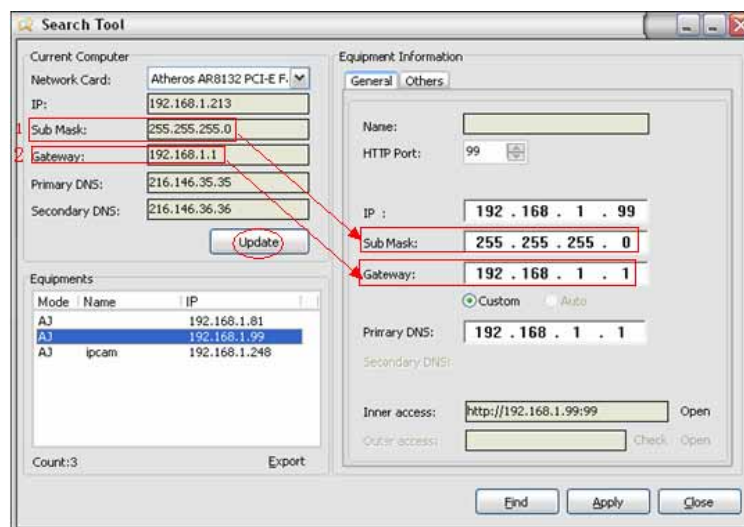 Search Tool
Current Computer
Network Card: Atheros AR8132 PCI-E F.
IP: 192.168.1.213
1 Sub Mask: 255.255.255.0
2 Gateway: 192.168.1.1
Primary DNS: 216.146.35.35
Secondary DNS: 216.146.36.36
Update
Equipments
Mode Name IP
AJ 192.168.1.81
AJ 192.168.1.99
AJ ipcam 192.168.1.248
Count:3 Export
Equipment Information
General Others
Name:
HTTP Port: 99
IP : 192 . 168 . 1 . 99
Sub Mask: 255 . 255 . 255 . 0
Gateway: 192 . 168 . 1 . 1
Custom Auto
Primary DNS: 192 . 168 . 1 . 1
Secondary DNS:
Inner access: http://192.168.1.99:99 Open
Outer access: Check Open
Find Apply Close